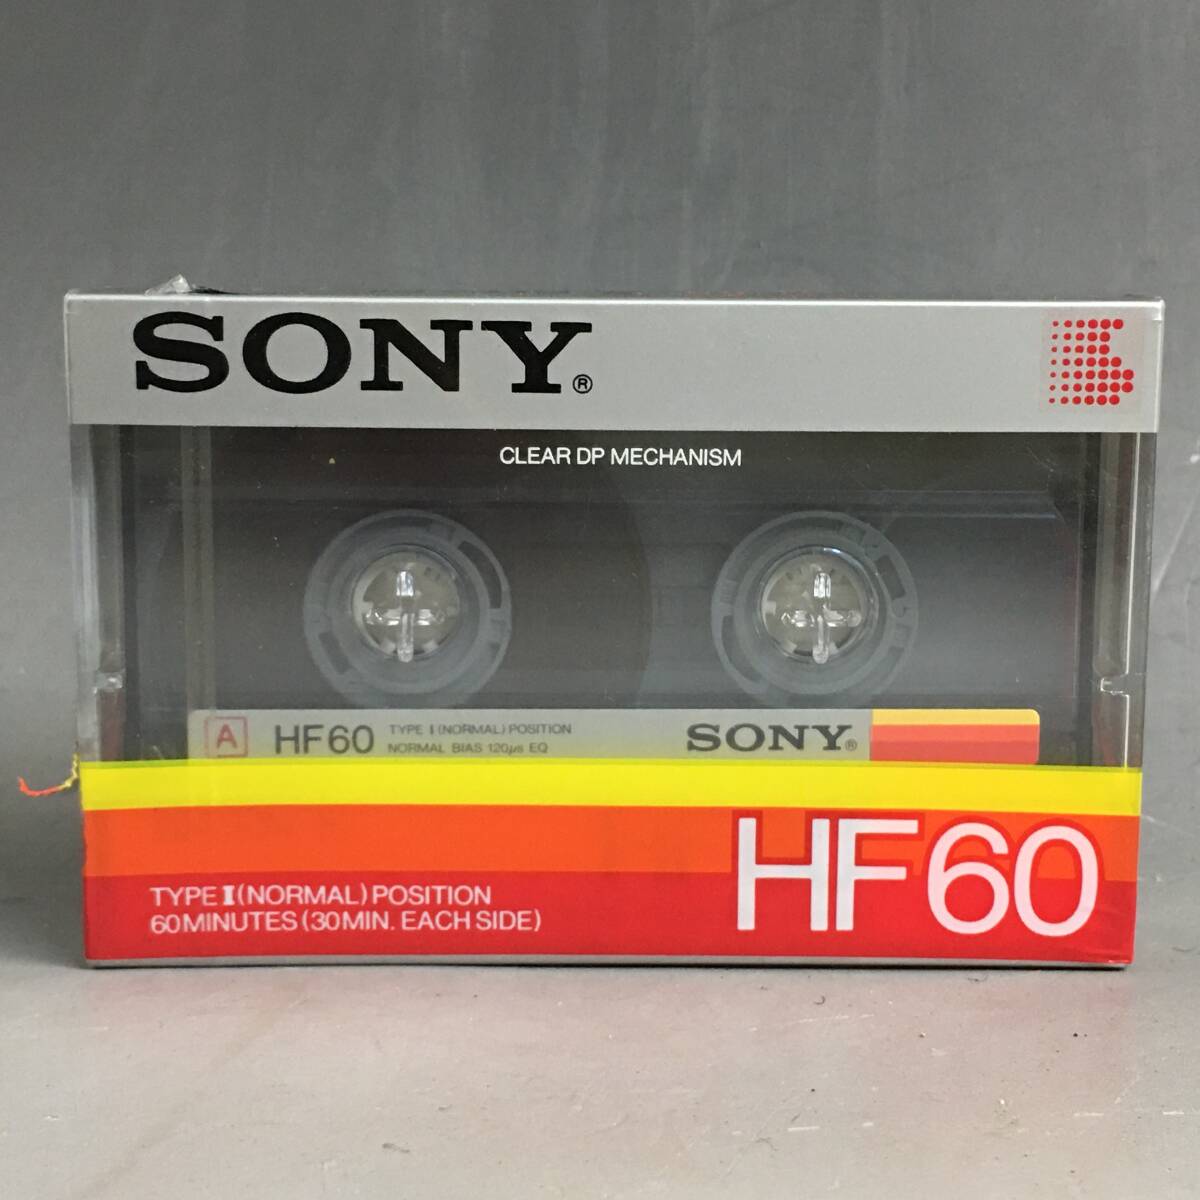 SONY®
CLEAR DP MECHANISM
A HF60 TYPE I (NORMAL) POSITION SONY®
NORMAL BIAS 120µs EQ
HF60
TYPE I (NORMAL) POSITION
60 MINUTES (30 MIN. EACH SIDE)